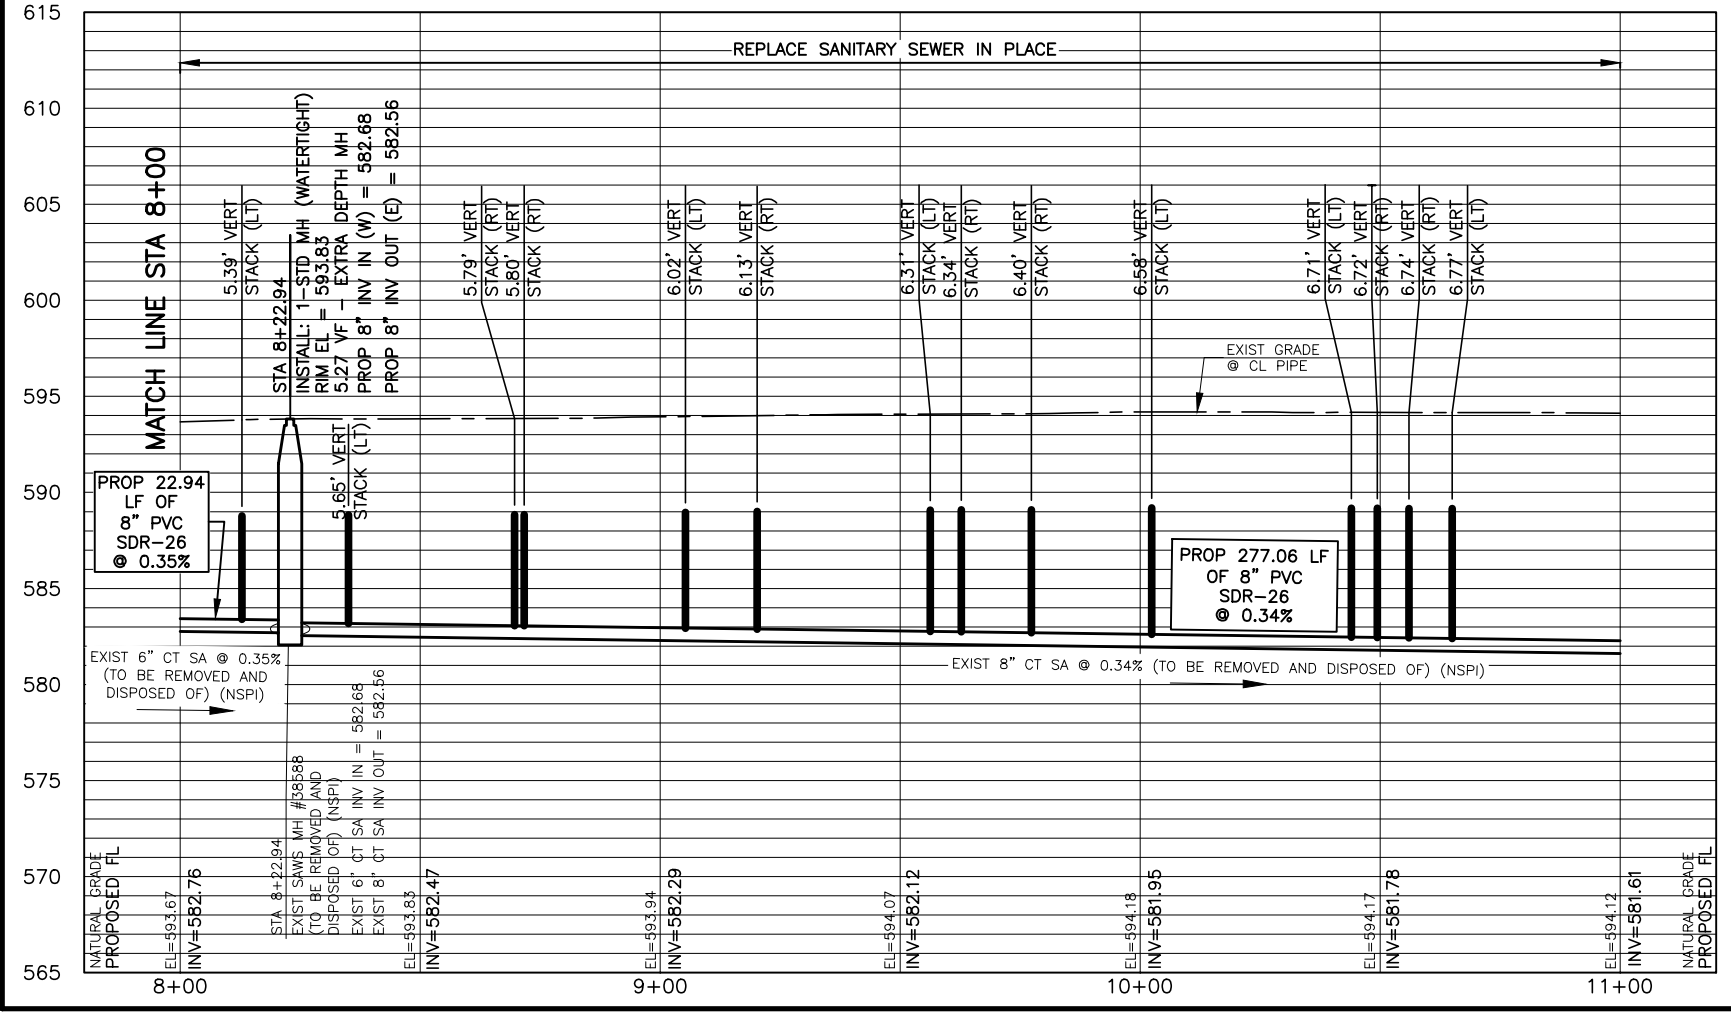 615
610
605
600
595
590
585
580
575
570
565
REPLACE SANITARY SEWER IN PLACE
MATCH LINE STA 8+00
5.39' VERT
STACK (LT)
STA 8+22.94
INSTALL: 1-STD MH (WATERTIGHT)
RIM EL = 593.83
5.27 VF - EXTRA DEPTH MH
PROP 8" INV IN (W) = 582.68
PROP 8" INV OUT (E) = 582.56
5.65' VERT
STACK (LT)
5.79' VERT
STACK (RT)
5.80' VERT
STACK (RT)
6.02' VERT
STACK (LT)
6.13' VERT
STACK (RT)
6.31' VERT
STACK (LT)
6.34' VERT
STACK (RT)
6.40' VERT
STACK (LT)
6.58' VERT
STACK (LT)
6.71' VERT
STACK (LT)
6.72' VERT
STACK (RT)
6.74' VERT
STACK (RT)
6.77' VERT
STACK (LT)
EXIST GRADE
@ CL PIPE
PROP 22.94
LF OF
8" PVC
SDR-26
@ 0.35%
PROP 277.06 LF
OF 8" PVC
SDR-26
@ 0.34%
EXIST 6" CT SA @ 0.35%
(TO BE REMOVED AND
DISPOSED OF) (NSPI)
EXIST 8" CT SA @ 0.34% (TO BE REMOVED AND DISPOSED OF) (NSPI)
STA 8+22.94
EXIST SAWS MH #38588
(TO BE REMOVED AND
DISPOSED OF) (NSPI)
EXIST 6" CT SA INV IN = 582.68
EXIST 8" CT SA INV OUT = 582.56
NATURAL GRADE
PROPOSED FL
EL=593.67
INV=582.76
EL=593.83
INV=582.47
EL=593.94
INV=582.29
EL=594.07
INV=582.12
EL=594.18
INV=581.95
EL=594.17
INV=581.78
EL=594.12
INV=581.61
NATURAL GRADE
PROPOSED FL
8+00
9+00
10+00
11+00